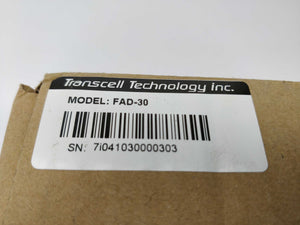 Transcell Technology Inc.
MODEL: FAD-30
SN: 7i041030000303